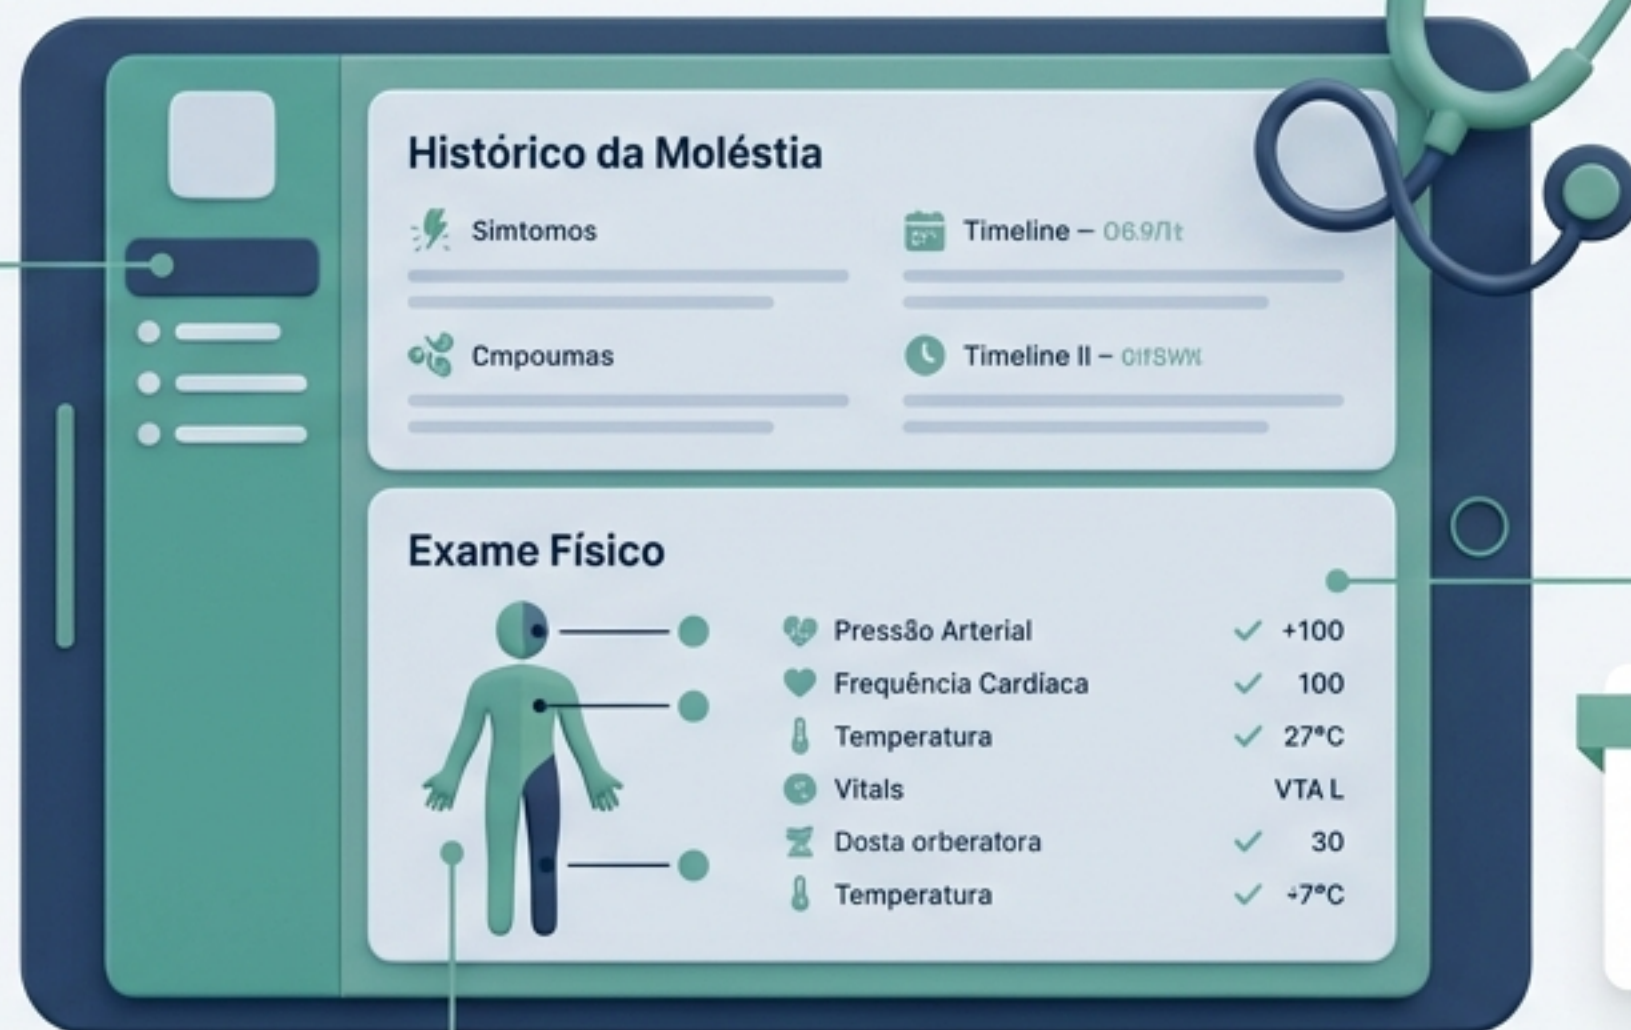 Histórico da Moléstia
Simtomos
Timeline –
Cmpoumas
Timeline II –
Exame Físico
Pressão Arterial +100
Frequência Cardíaca 100
Temperatura 27°C
Vitals VTA L
Dosta orberatora 30
Temperatura